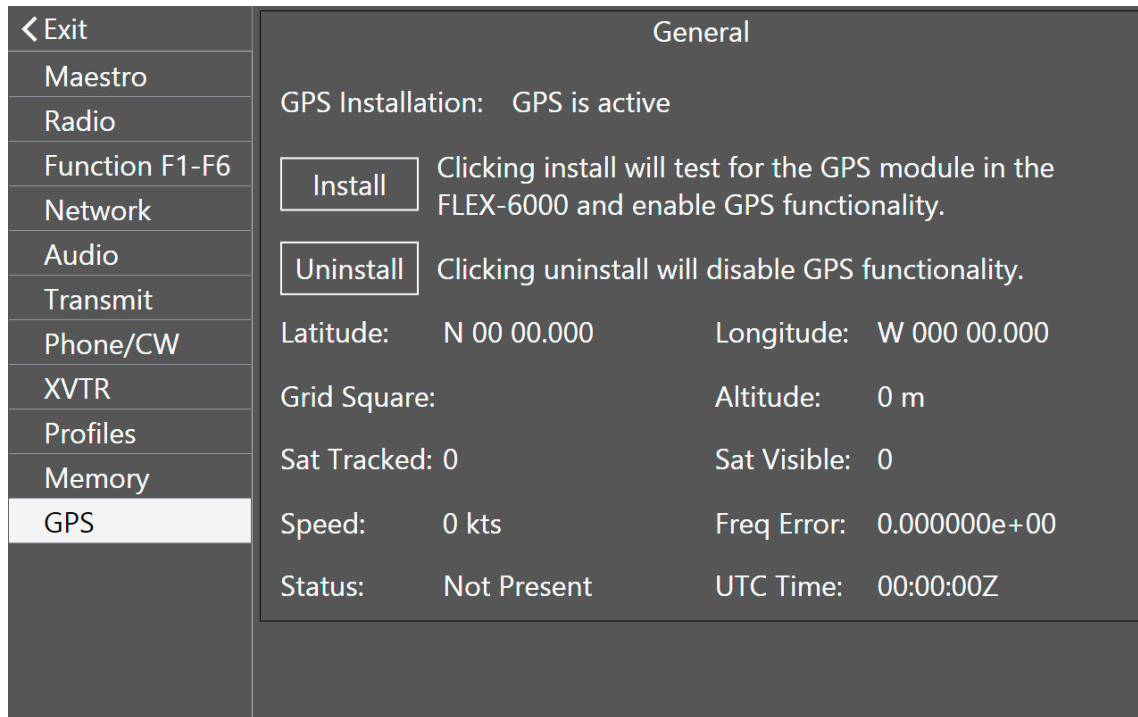 Exit
Maestro
Radio
Function F1-F6
Network
Audio
Transmit
Phone/CW
XVTR
Profiles
Memory
GPS
General
GPS Installation: GPS is active
Install
Clicking install will test for the GPS module in the
FLEX-6000 and enable GPS functionality.
Uninstall
Clicking uninstall will disable GPS functionality.
Latitude: N 00 00.000 Longitude: W 000 00.000
Grid Square: Altitude: 0 m
Sat Tracked: 0 Sat Visible: 0
Speed: 0 kts Freq Error: 0.000000e+00
Status: Not Present UTC Time: 00:00:00Z